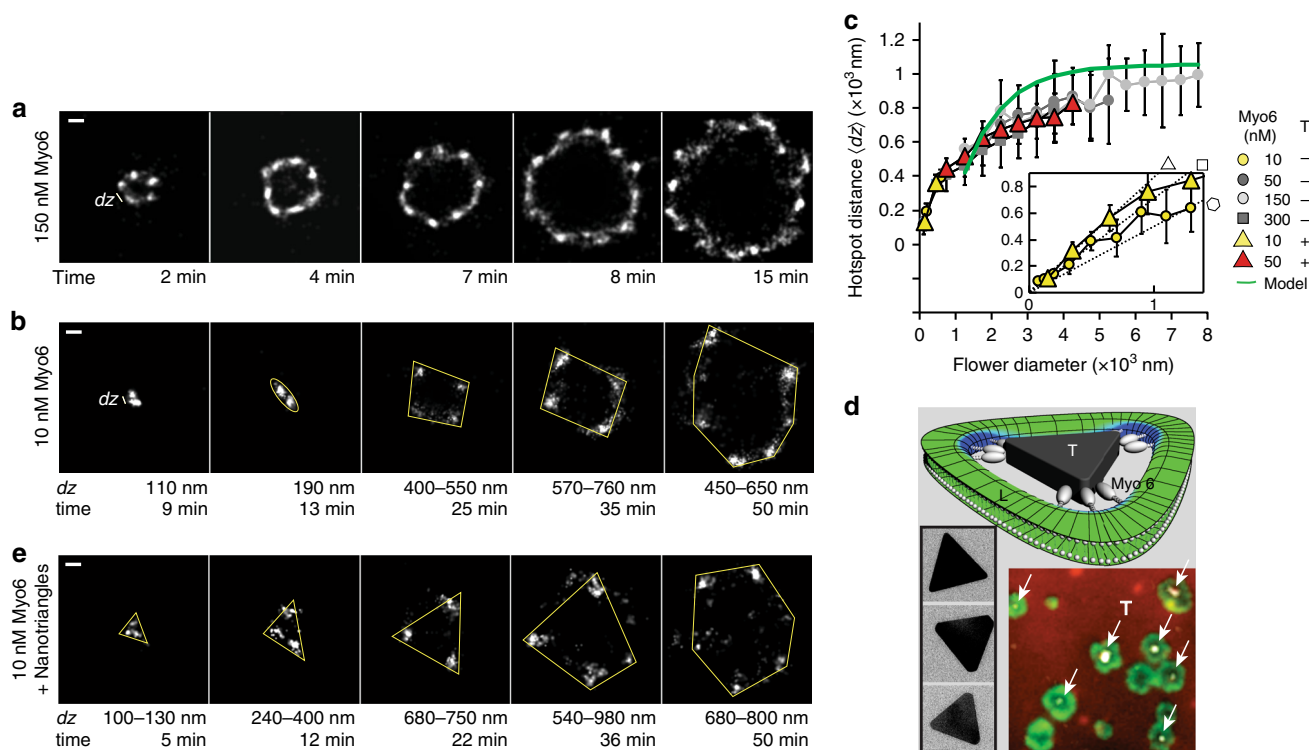 a
150 nM Myo6
dz
Time 2 min 4 min 7 min 8 min 15 min
b
10 nM Myo6
dz
dz 110 nm 190 nm 400–550 nm 570–760 nm 450–650 nm
time 9 min 13 min 25 min 35 min 50 min
e
10 nM Myo6
+ Nanotriangles
dz 100–130 nm 240–400 nm 680–750 nm 540–980 nm 680–800 nm
time 5 min 12 min 22 min 36 min 50 min
c
Hotspot distance ⟨dz⟩ (×10³ nm)
1.2
1
0.8
0.6
0.4
0.2
0
0 1 2 3 4 5 6 7 8
Flower diameter (×10³ nm)
0.8
0.6
0.4
0.2
0
0 1
Myo6 T
(nM)
10 –
50 –
150 –
300 –
10 +
50 +
Model
d
T
Myo 6
L
T